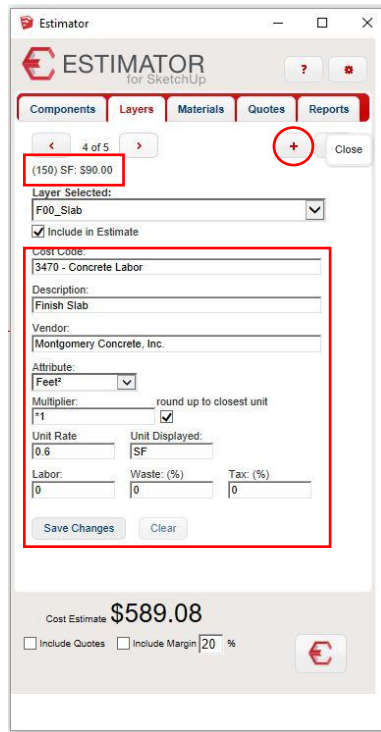 Estimator
ESTIMATOR
for SketchUp
?
Components Layers Materials Quotes Reports
< 4 of 5 > + Close
(150) SF: $90.00
Layer Selected:
F00_Slab
Include in Estimate
Cost Code:
3470 - Concrete Labor
Description:
Finish Slab
Vendor:
Montgomery Concrete, Inc.
Attribute:
Feet²
Multiplier: round up to closest unit
*1
Unit Rate Unit Displayed:
0.6 SF
Labor: Waste: (%) Tax: (%)
0 0 0
Save Changes Clear
Cost Estimate $589.08
Include Quotes Include Margin 20 %